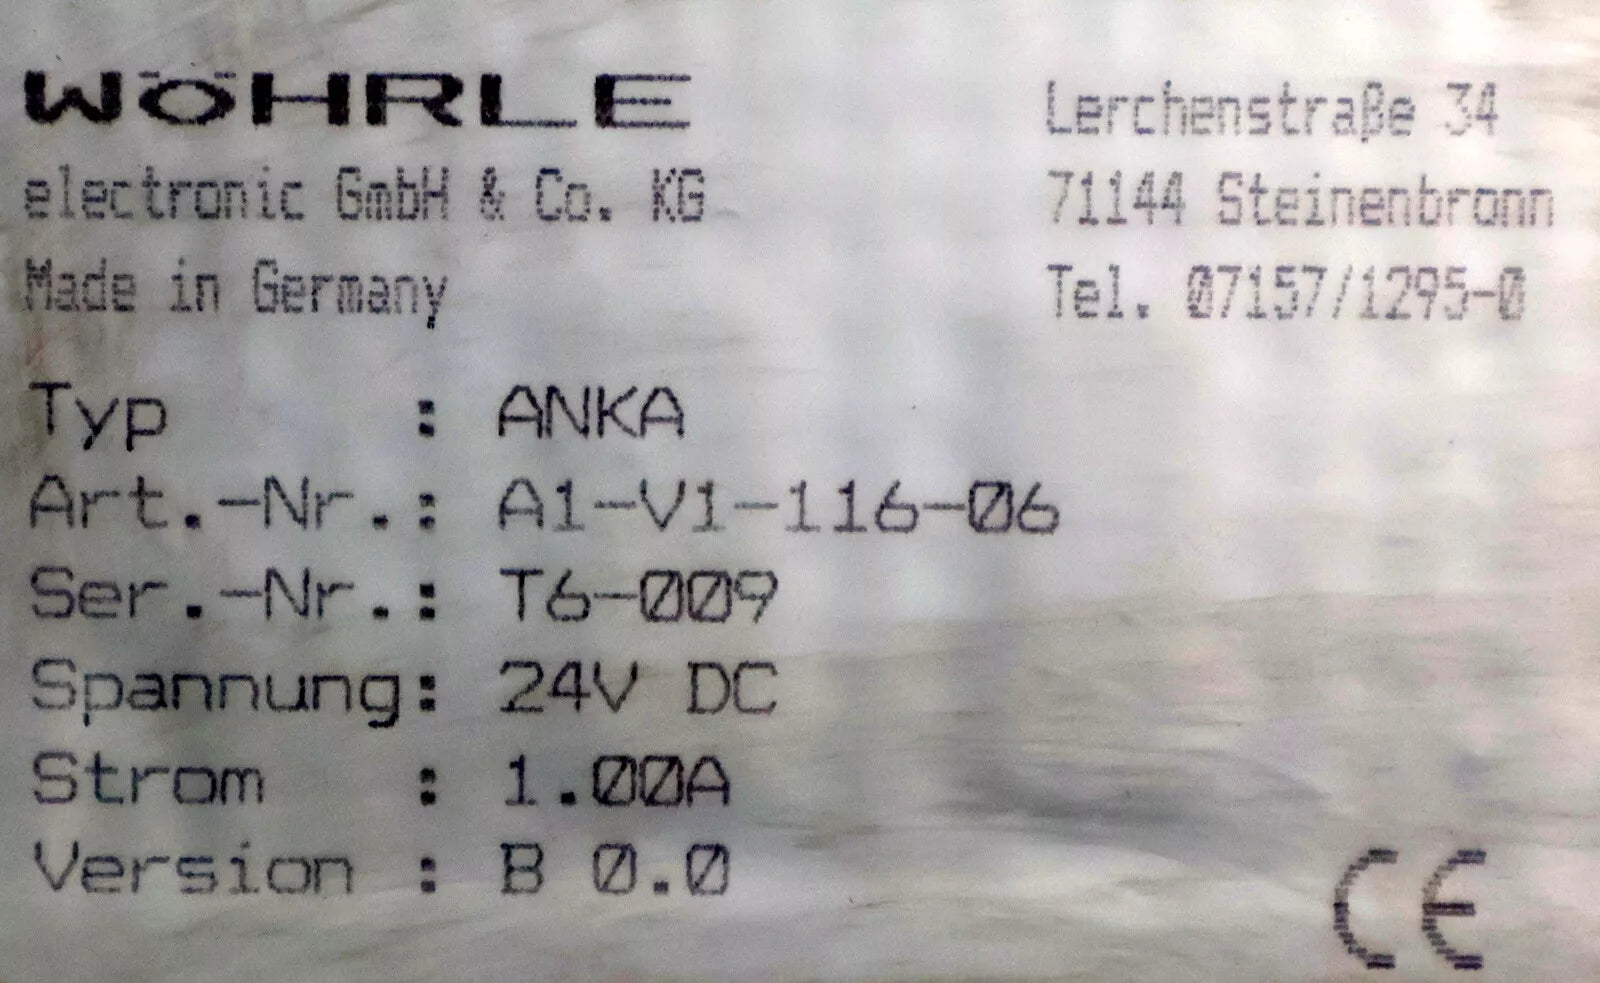 WÖHRLE
electronic GmbH & Co. KG
Made in Germany
Lerchenstraße 34
71144 Steinenbronn
Tel. 07157/1295-0
Typ : ANKA
Art.-Nr.: A1-V1-116-06
Ser.-Nr.: T6-009
Spannung: 24V DC
Strom : 1.00A
Version : B 0.0
CE